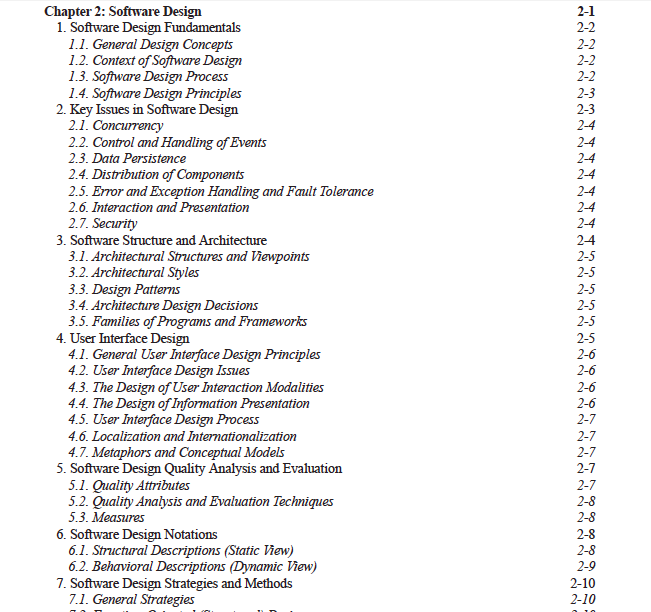 Chapter 2: Software Design 2-1
1. Software Design Fundamentals 2-2
1.1. General Design Concepts 2-2
1.2. Context of Software Design 2-2
1.3. Software Design Process 2-2
1.4. Software Design Principles 2-3
2. Key Issues in Software Design 2-3
2.1. Concurrency 2-4
2.2. Control and Handling of Events 2-4
2.3. Data Persistence 2-4
2.4. Distribution of Components 2-4
2.5. Error and Exception Handling and Fault Tolerance 2-4
2.6. Interaction and Presentation 2-4
2.7. Security 2-4
3. Software Structure and Architecture 2-4
3.1. Architectural Structures and Viewpoints 2-5
3.2. Architectural Styles 2-5
3.3. Design Patterns 2-5
3.4. Architecture Design Decisions 2-5
3.5. Families of Programs and Frameworks 2-5
4. User Interface Design 2-5
4.1. General User Interface Design Principles 2-6
4.2. User Interface Design Issues 2-6
4.3. The Design of User Interaction Modalities 2-6
4.4. The Design of Information Presentation 2-6
4.5. User Interface Design Process 2-7
4.6. Localization and Internationalization 2-7
4.7. Metaphors and Conceptual Models 2-7
5. Software Design Quality Analysis and Evaluation 2-7
5.1. Quality Attributes 2-7
5.2. Quality Analysis and Evaluation Techniques 2-8
5.3. Measures 2-8
6. Software Design Notations 2-8
6.1. Structural Descriptions (Static View) 2-8
6.2. Behavioral Descriptions (Dynamic View) 2-9
7. Software Design Strategies and Methods 2-10
7.1. General Strategies 2-10